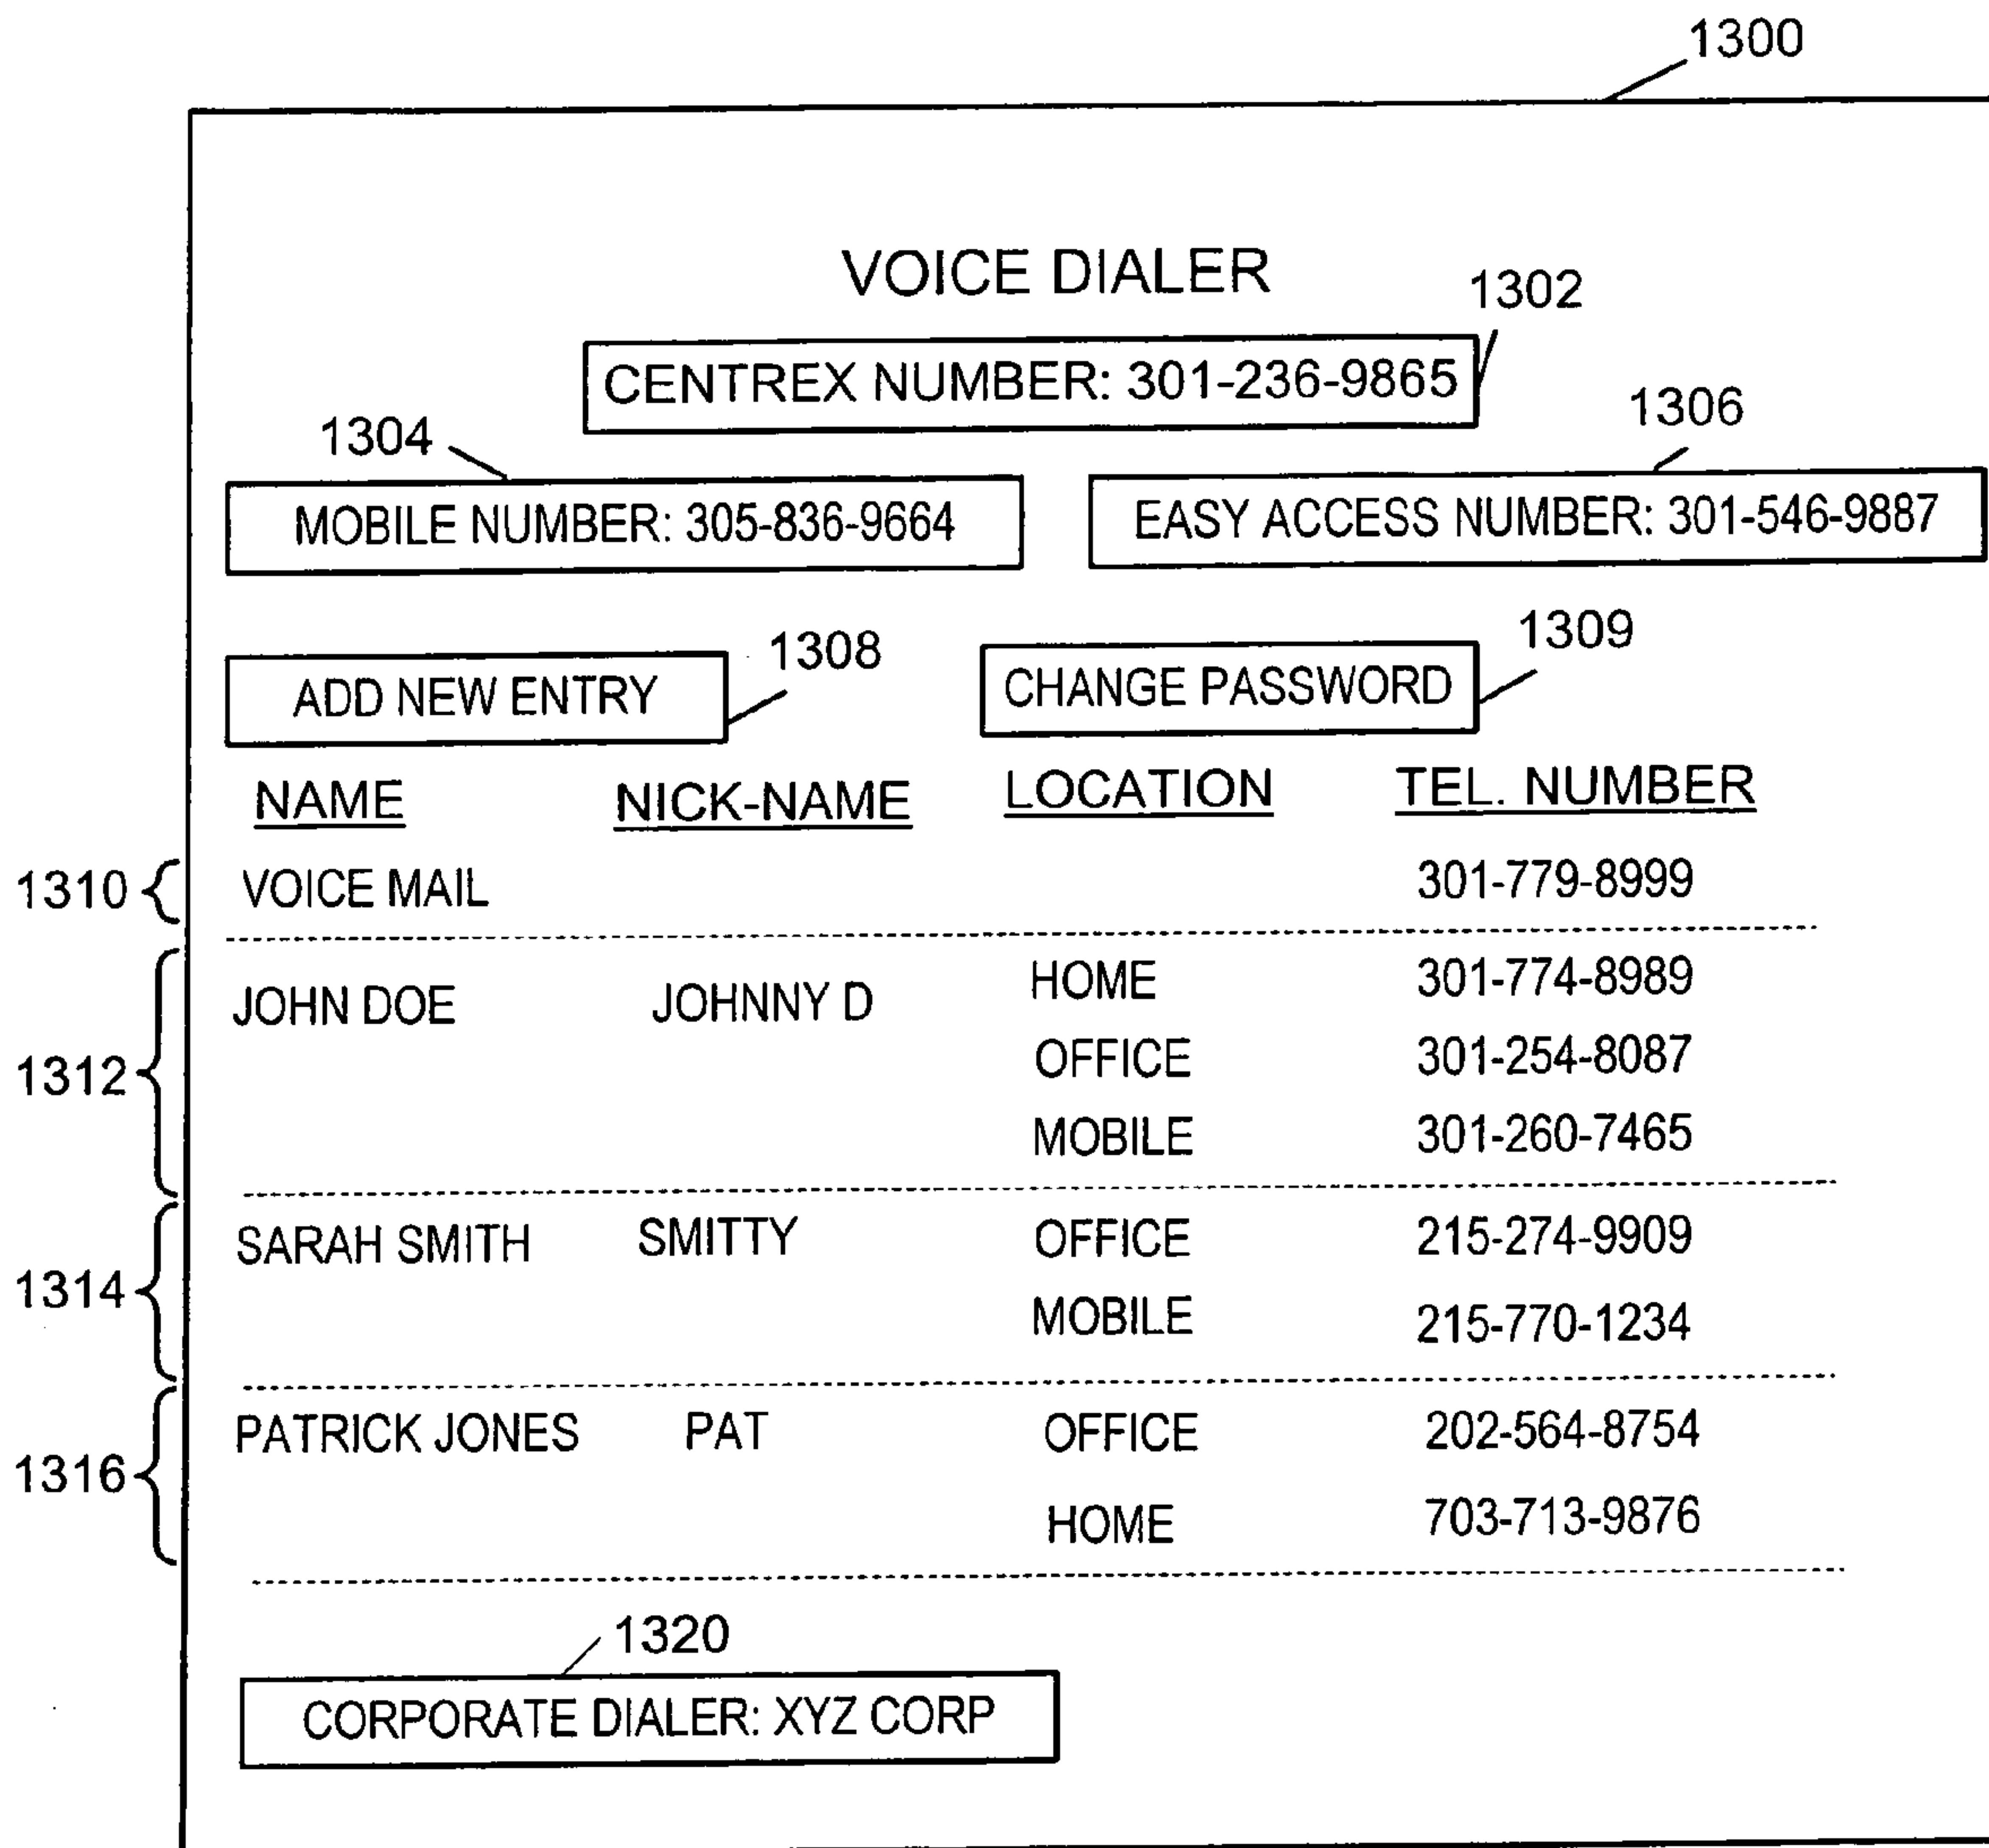 1300
VOICE DIALER
1302
CENTREX NUMBER: 301-236-9865
1304
1306
MOBILE NUMBER: 305-836-9664
EASY ACCESS NUMBER: 301-546-9887
1308
1309
ADD NEW ENTRY
CHANGE PASSWORD
NAME NICK-NAME LOCATION TEL. NUMBER
1310 VOICE MAIL 301-779-8999
JOHN DOE JOHNNY D HOME 301-774-8989
OFFICE 301-254-8087
1312
MOBILE 301-260-7465
SARAH SMITH SMITTY OFFICE 215-274-9909
1314
MOBILE 215-770-1234
PATRICK JONES PAT OFFICE 202-564-8754
1316
HOME 703-713-9876
1320
CORPORATE DIALER: XYZ CORP